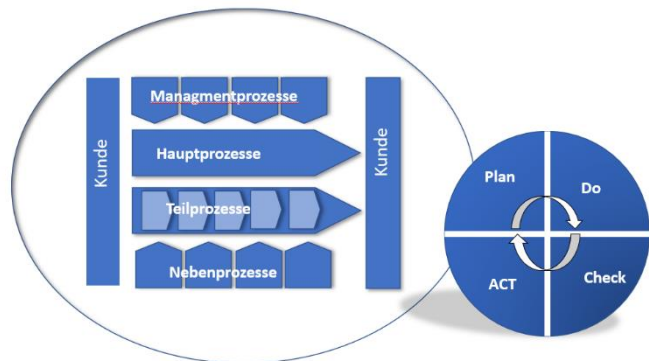 Kunde
Managmentprozesse
Hauptprozesse
Teilprozesse
Nebenprozesse
Kunde
Plan
Do
ACT
Check